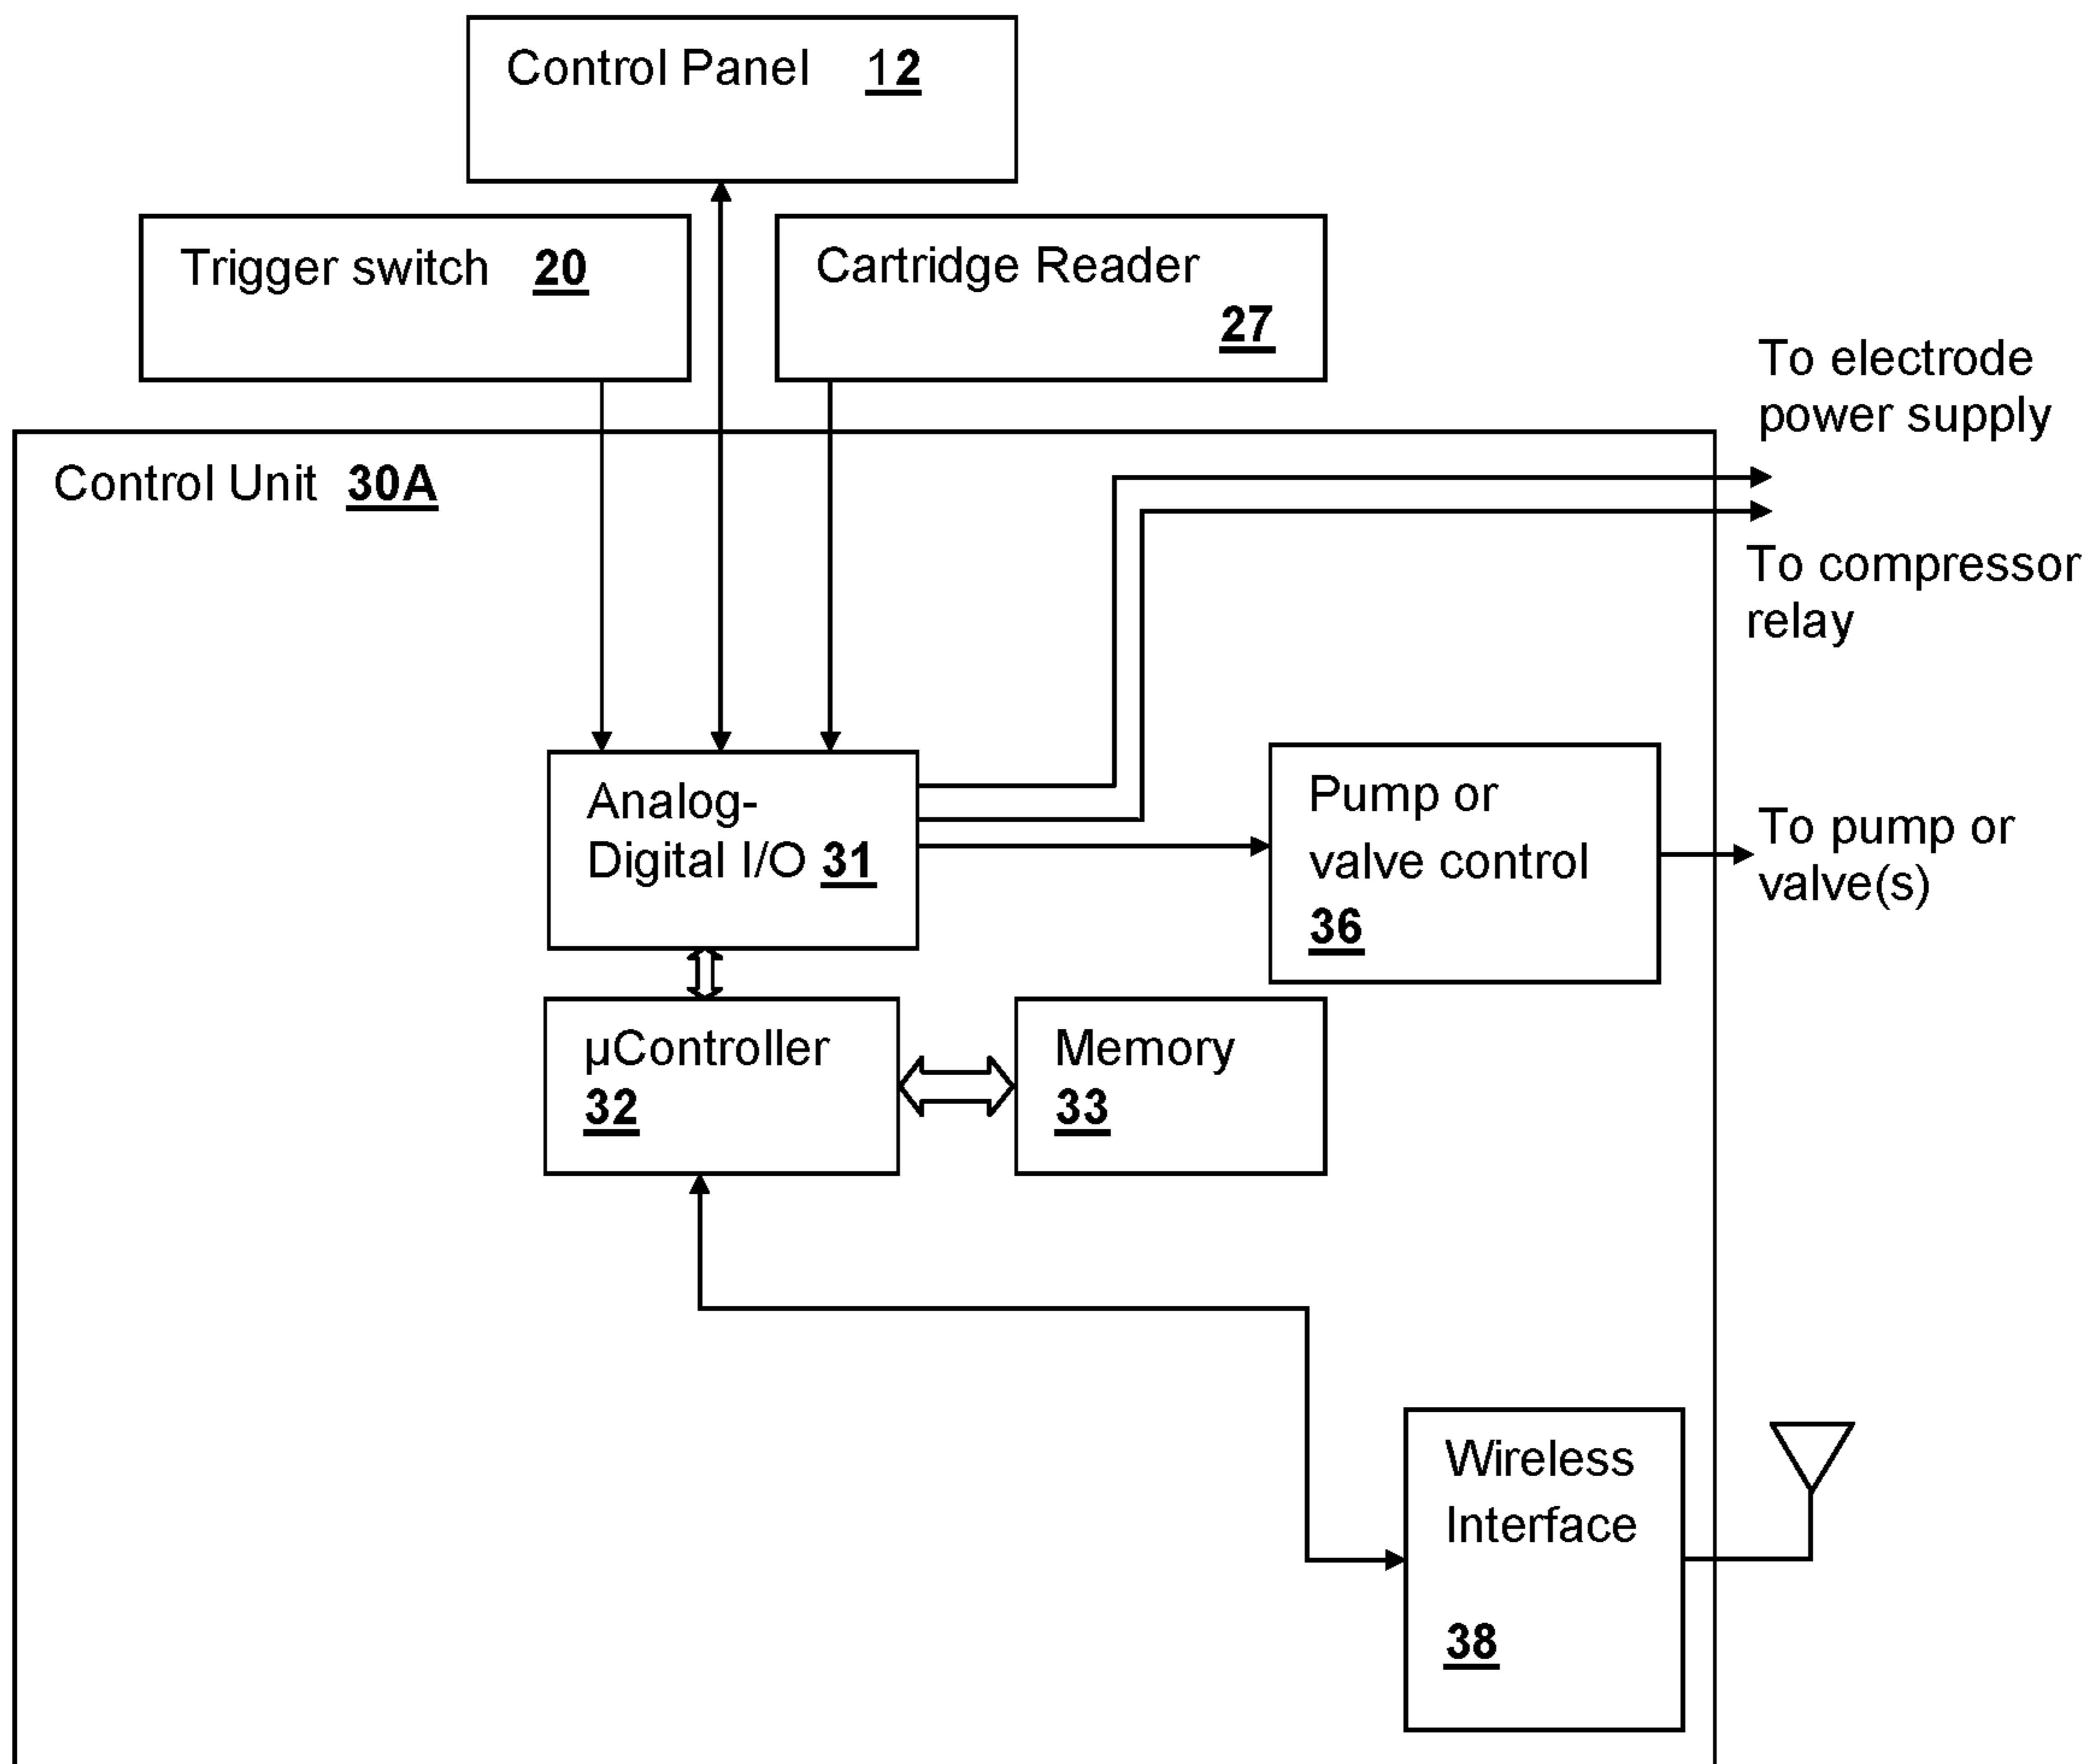 Control Panel 12
Trigger switch 20
Cartridge Reader
27
To electrode
power supply
Control Unit 30A
To compressor
relay
Analog-
Digital I/O 31
Pump or
valve control
36
To pump or
valve(s)
µController
32
Memory
33
Wireless
Interface
38